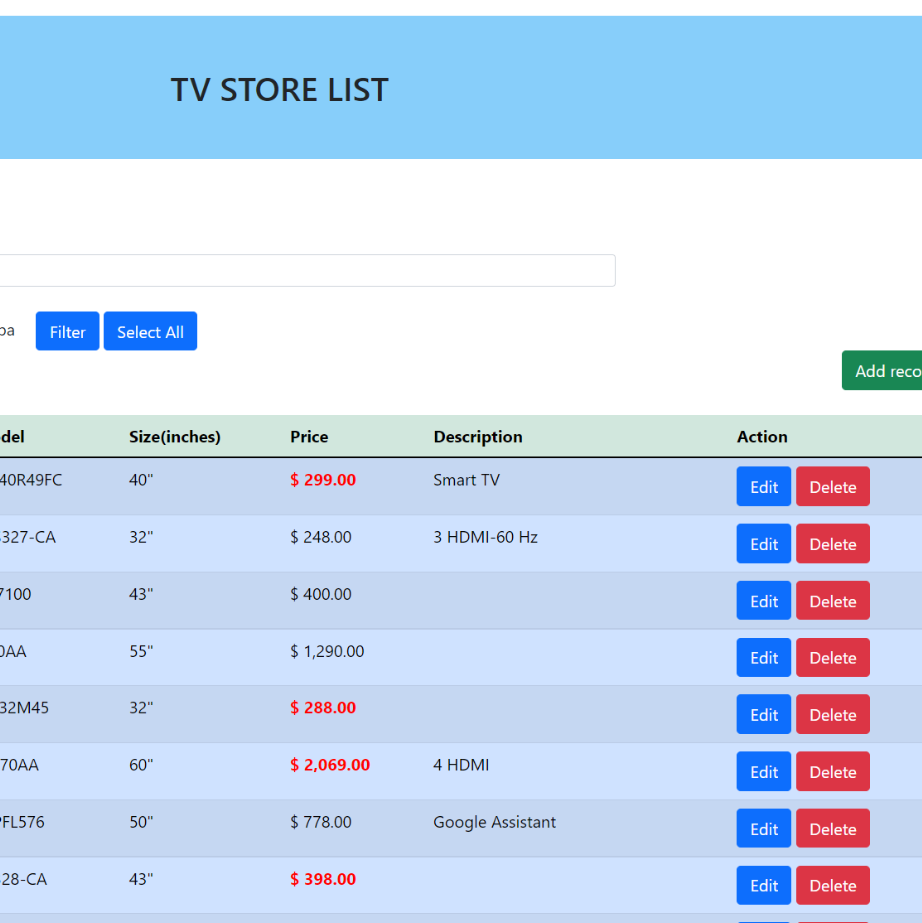 TV STORE LIST
ba Filter Select All
Add reco
del Size(inches) Price Description Action
40R49FC 40" $ 299.00 Smart TV Edit Delete
327-CA 32" $ 248.00 3 HDMI-60 Hz Edit Delete
7100 43" $ 400.00 Edit Delete
0AA 55" $ 1,290.00 Edit Delete
32M45 32" $ 288.00 Edit Delete
70AA 60" $ 2,069.00 4 HDMI Edit Delete
PFL576 50" $ 778.00 Google Assistant Edit Delete
28-CA 43" $ 398.00 Edit Delete